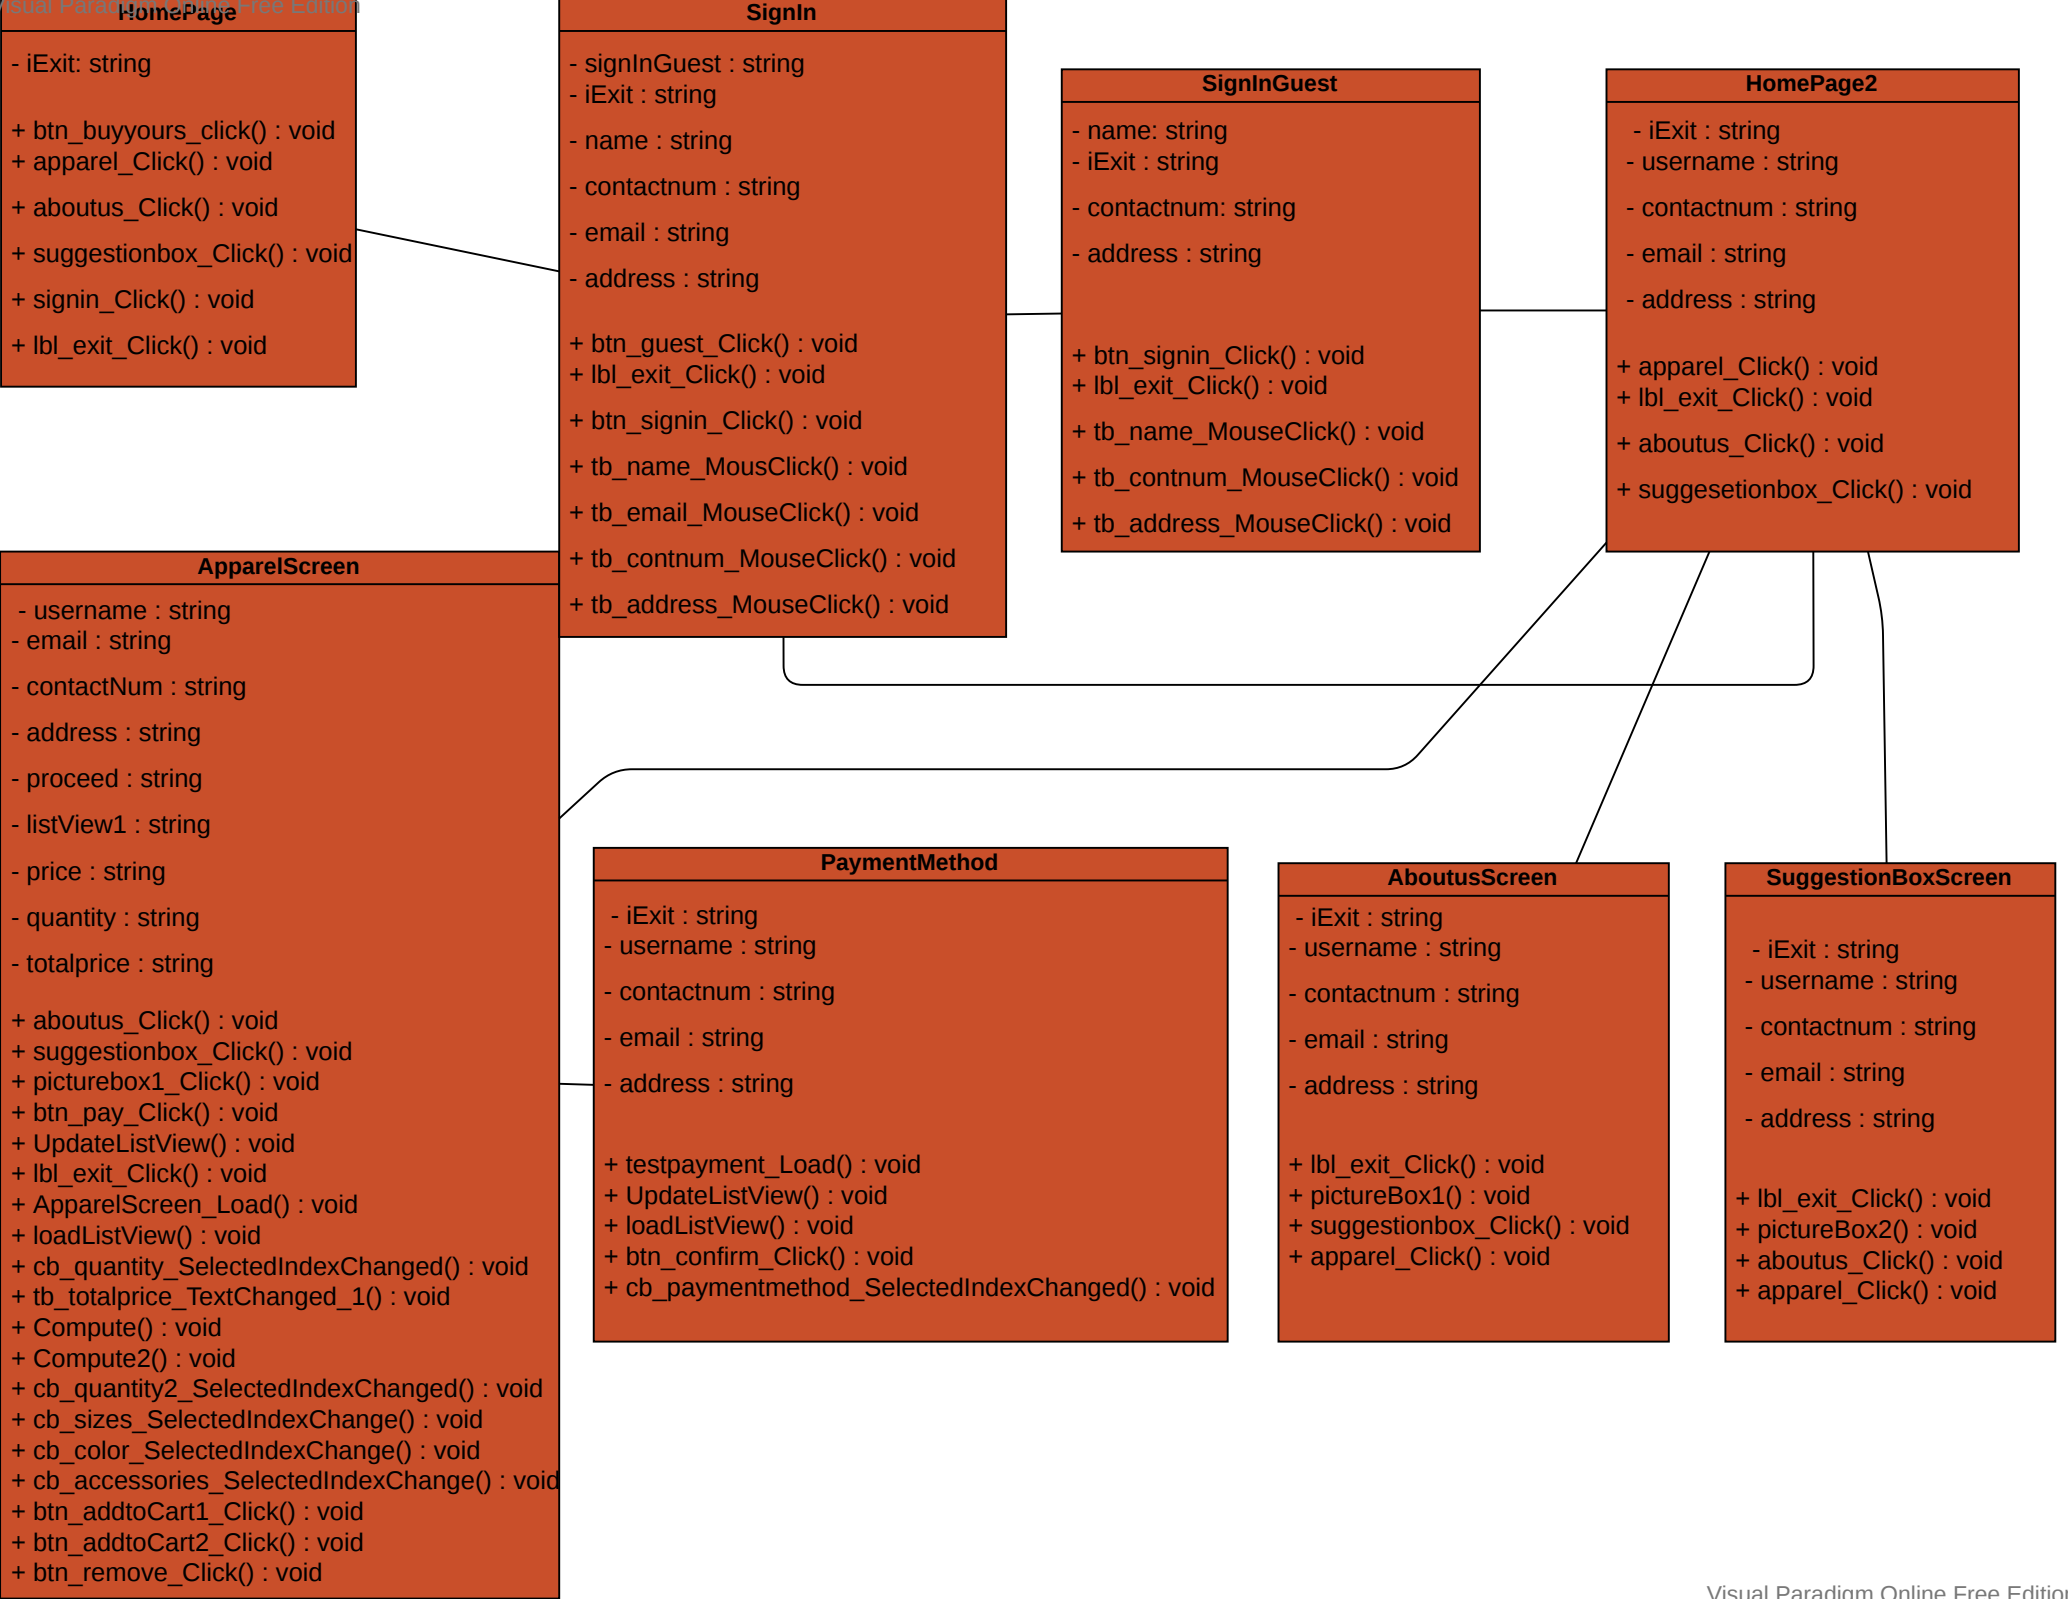 Visual Paradigm Online Free Edition
HomePage
- iExit: string
+ btn_buyyours_click() : void
+ apparel_Click() : void
+ aboutus_Click() : void
+ suggestionbox_Click() : void
+ signin_Click() : void
+ lbl_exit_Click() : void
SignIn
- signInGuest : string
- iExit : string
- name : string
- contactnum : string
- email : string
- address : string
+ btn_guest_Click() : void
+ lbl_exit_Click() : void
+ btn_signin_Click() : void
+ tb_name_MousClick() : void
+ tb_email_MouseClick() : void
+ tb_contnum_MouseClick() : void
+ tb_address_MouseClick() : void
SignInGuest
- name: string
- iExit : string
- contactnum: string
- address : string
+ btn_signin_Click() : void
+ lbl_exit_Click() : void
+ tb_name_MouseClick() : void
+ tb_contnum_MouseClick() : void
+ tb_address_MouseClick() : void
HomePage2
- iExit : string
- username : string
- contactnum : string
- email : string
- address : string
+ apparel_Click() : void
+ lbl_exit_Click() : void
+ aboutus_Click() : void
+ suggesetionbox_Click() : void
ApparelScreen
- username : string
- email : string
- contactNum : string
- address : string
- proceed : string
- listView1 : string
- price : string
- quantity : string
- totalprice : string
+ aboutus_Click() : void
+ suggestionbox_Click() : void
+ picturebox1_Click() : void
+ btn_pay_Click() : void
+ UpdateListView() : void
+ lbl_exit_Click() : void
+ ApparelScreen_Load() : void
+ loadListView() : void
+ cb_quantity_SelectedIndexChanged() : void
+ tb_totalprice_TextChanged_1() : void
+ Compute() : void
+ Compute2() : void
+ cb_quantity2_SelectedIndexChanged() : void
+ cb_sizes_SelectedIndexChange() : void
+ cb_color_SelectedIndexChange() : void
+ cb_accessories_SelectedIndexChange() : void
+ btn_addtoCart1_Click() : void
+ btn_addtoCart2_Click() : void
+ btn_remove_Click() : void
PaymentMethod
- iExit : string
- username : string
- contactnum : string
- email : string
- address : string
+ testpayment_Load() : void
+ UpdateListView() : void
+ loadListView() : void
+ btn_confirm_Click() : void
+ cb_paymentmethod_SelectedIndexChanged() : void
AboutusScreen
- iExit : string
- username : string
- contactnum : string
- email : string
- address : string
+ lbl_exit_Click() : void
+ pictureBox1() : void
+ suggestionbox_Click() : void
+ apparel_Click() : void
SuggestionBoxScreen
- iExit : string
- username : string
- contactnum : string
- email : string
- address : string
+ lbl_exit_Click() : void
+ pictureBox2() : void
+ aboutus_Click() : void
+ apparel_Click() : void
Visual Paradigm Online Free Edition